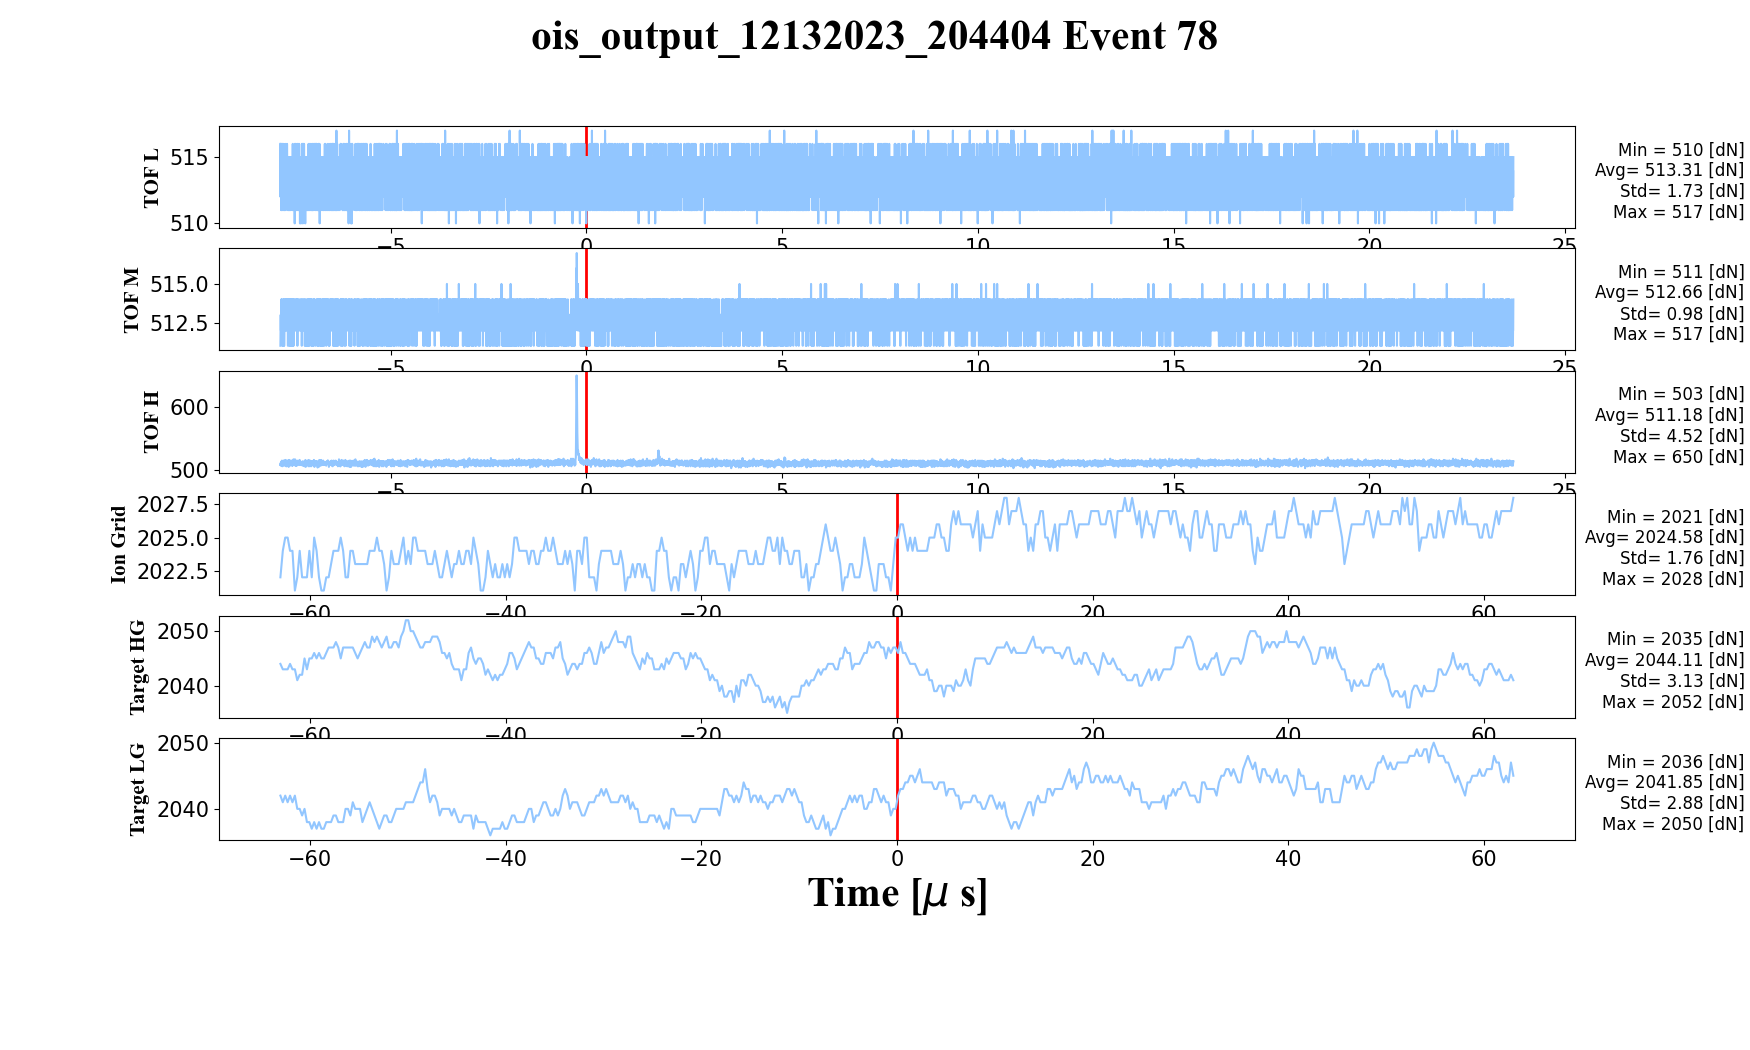 ois_output_12132023_204404 Event 78
TOF L
515
510
−5
0
5
10
15
20
25
Min = 510 [dN]
Avg= 513.31 [dN]
Std= 1.73 [dN]
Max = 517 [dN]
TOF M
515.0
512.5
−5
0
5
10
15
20
25
Min = 511 [dN]
Avg= 512.66 [dN]
Std= 0.98 [dN]
Max = 517 [dN]
TOF H
600
500
−5
0
5
10
15
20
25
Min = 503 [dN]
Avg= 511.18 [dN]
Std= 4.52 [dN]
Max = 650 [dN]
Ion Grid
2027.5
2025.0
2022.5
−60
−40
−20
0
20
40
60
Min = 2021 [dN]
Avg= 2024.58 [dN]
Std= 1.76 [dN]
Max = 2028 [dN]
Target HG
2050
2040
−60
−40
−20
0
20
40
60
Min = 2035 [dN]
Avg= 2044.11 [dN]
Std= 3.13 [dN]
Max = 2052 [dN]
Target LG
2050
2040
−60
−40
−20
0
20
40
60
Min = 2036 [dN]
Avg= 2041.85 [dN]
Std= 2.88 [dN]
Max = 2050 [dN]
Time [μ s]